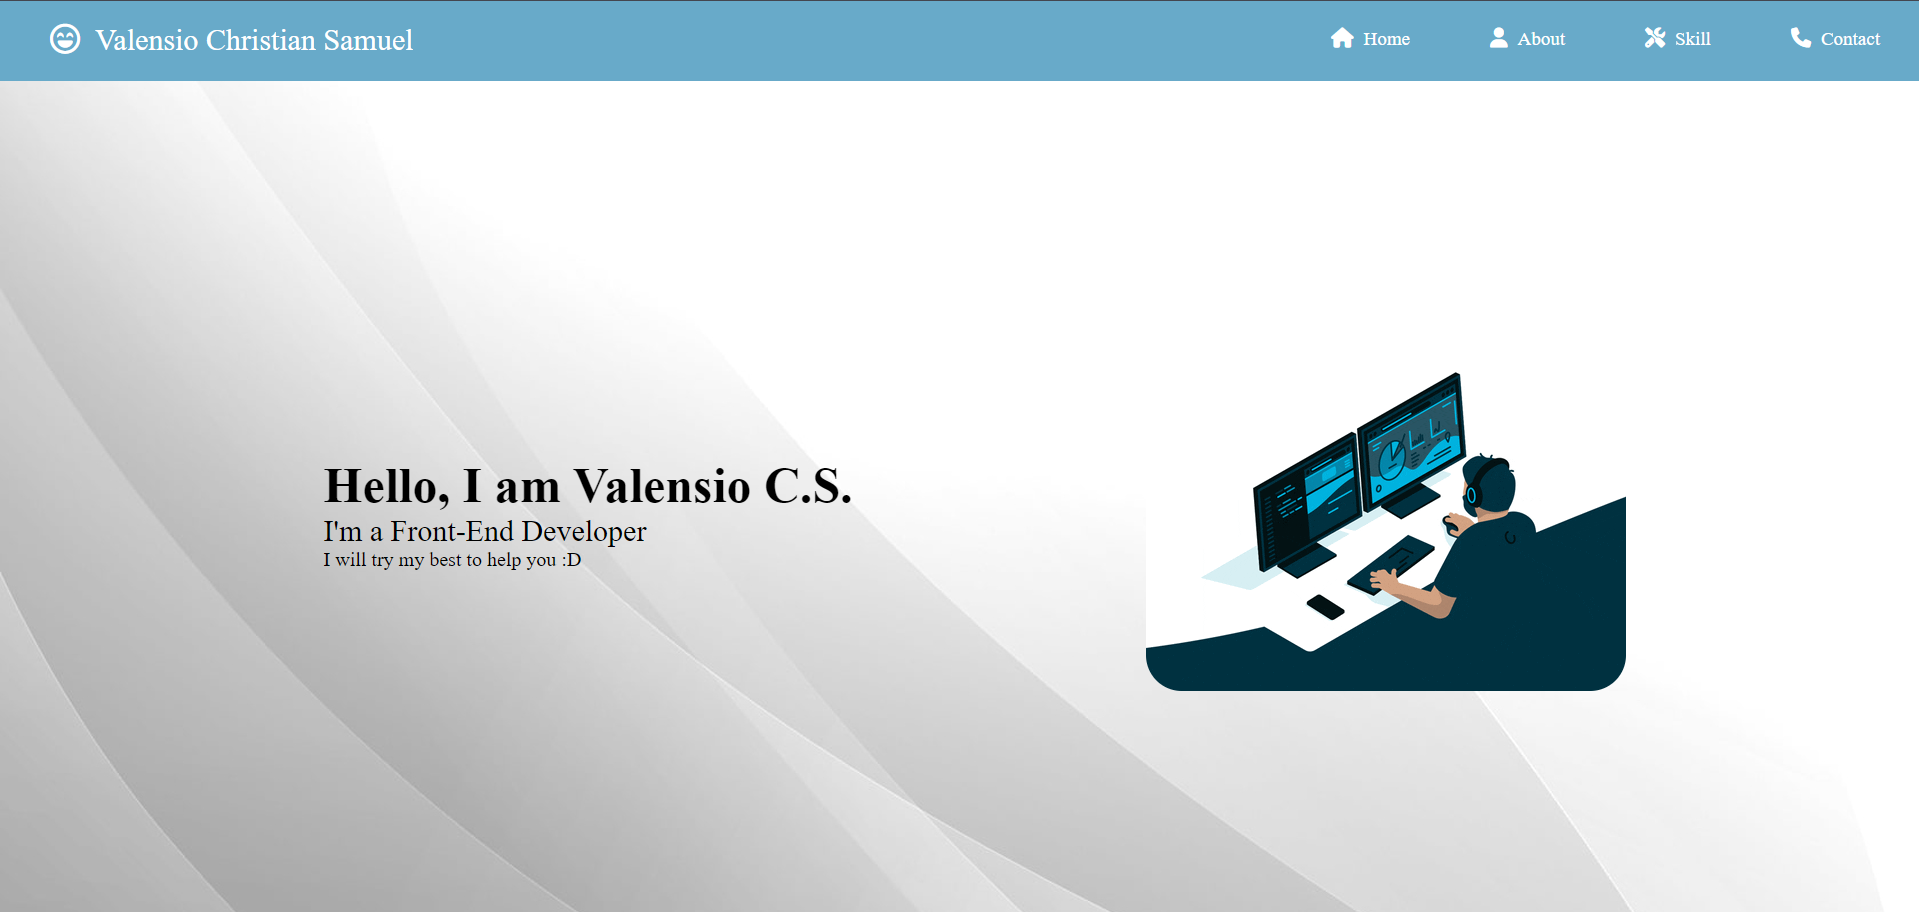 Valensio Christian Samuel
Home
About
Skill
Contact
Hello, I am Valensio C.S.
I'm a Front-End Developer
I will try my best to help you :D